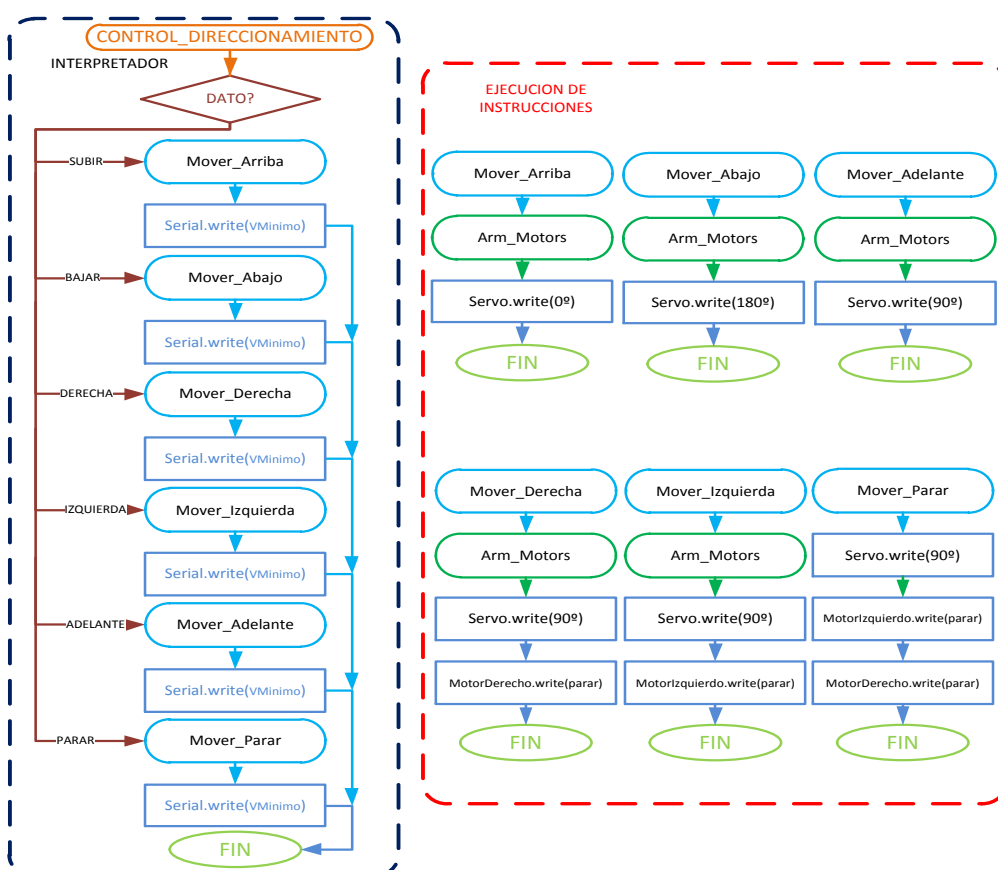 CONTROL_DIRECCIONAMIENTO
INTERPRETADOR
DATO?
SUBIR
Mover_Arriba
Serial.write(VMinimo)
BAJAR
Mover_Abajo
Serial.write(VMinimo)
DERECHA
Mover_Derecha
Serial.write(VMinimo)
IZQUIERDA
Mover_Izquierda
Serial.write(VMinimo)
ADELANTE
Mover_Adelante
Serial.write(VMinimo)
PARAR
Mover_Parar
Serial.write(VMinimo)
FIN
EJECUCION DE
INSTRUCCIONES
Mover_Arriba
Arm_Motors
Servo.write(0º)
FIN
Mover_Abajo
Arm_Motors
Servo.write(180º)
FIN
Mover_Adelante
Arm_Motors
Servo.write(90º)
FIN
Mover_Derecha
Arm_Motors
Servo.write(90º)
MotorDerecho.write(parar)
FIN
Mover_Izquierda
Arm_Motors
Servo.write(90º)
MotorIzquierdo.write(parar)
FIN
Mover_Parar
Servo.write(90º)
MotorIzquierdo.write(parar)
MotorDerecho.write(parar)
FIN